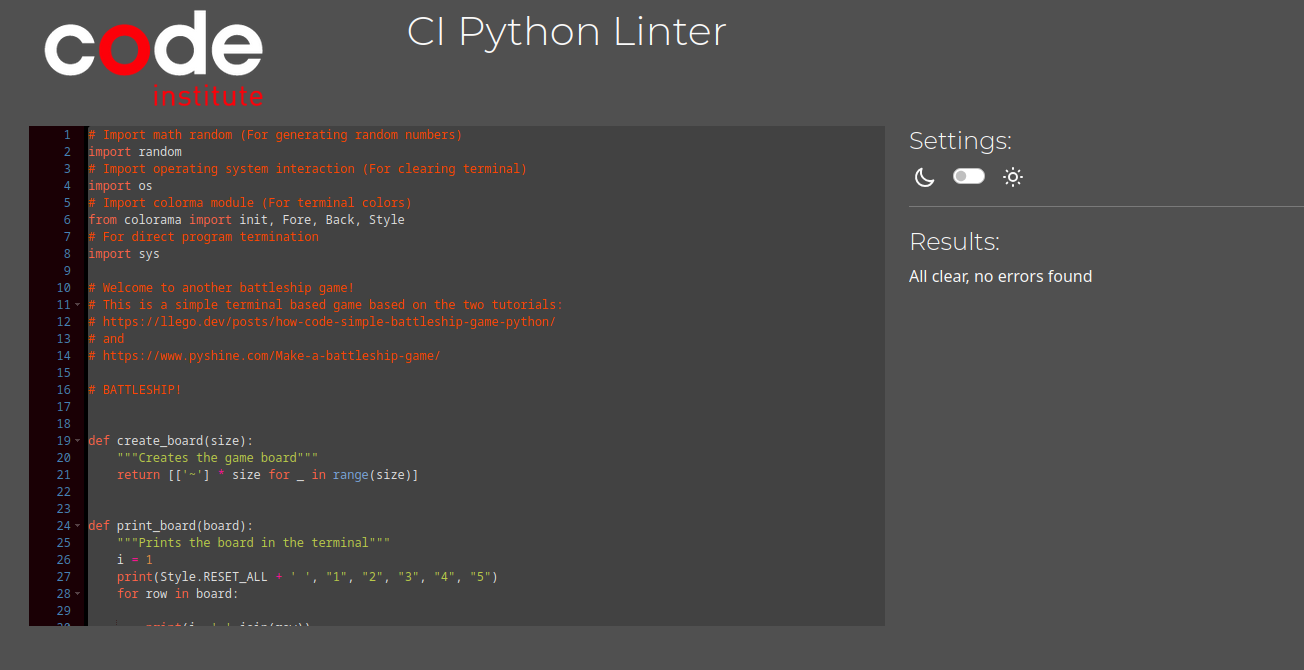 code
institute
CI Python Linter
1 # Import math random (For generating random numbers)
2 import random
3 # Import operating system interaction (For clearing terminal)
4 import os
5 # Import colorma module (For terminal colors)
6 from colorama import init, Fore, Back, Style
7 # For direct program termination
8 import sys
9
10 # Welcome to another battleship game!
11 # This is a simple terminal based game based on the two tutorials:
12 # https://llego.dev/posts/how-code-simple-battleship-game-python/
13 # and
14 # https://www.pyshine.com/Make-a-battleship-game/
15
16 # BATTLESHIP!
17
18
19 def create_board(size):
20     """Creates the game board"""
21     return [['~'] * size for _ in range(size)]
22
23
24 def print_board(board):
25     """Prints the board in the terminal"""
26     i = 1
27     print(Style.RESET_ALL + ' ', "1", "2", "3", "4", "5")
28     for row in board:
29
Settings:
Results:
All clear, no errors found